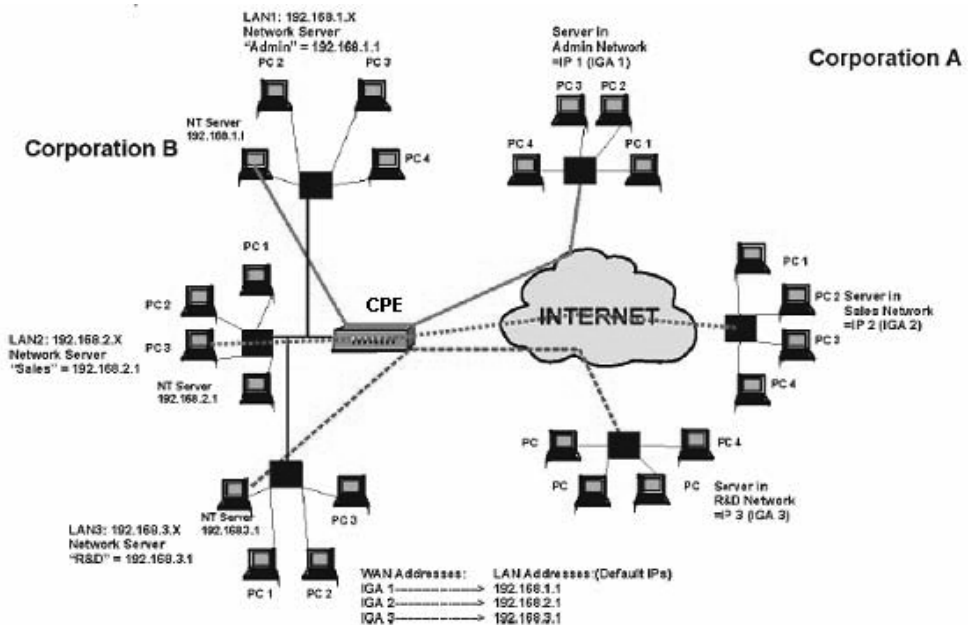 LAN1: 192.168.1.X
Network Server
"Admin" = 192.168.1.1
PC 2
PC 3
NT Server
192.168.1.I
PC 4
Corporation B
Server in
Admin Network
=IP 1 (IGA 1)
PC 3
PC 2
PC 4
PC 1
Corporation A
PC 1
PC 2
LAN2: 192.168.2.X
Network Server
"Sales" = 192.168.2.1
PC 3
NT Server
192.168.2.1
CPE
INTERNET
PC 1
PC 2
Server in
Sales Network
=IP 2 (IGA 2)
PC 3
PC 4
LAN3: 192.168.3.X
Network Server
"R&D" = 192.168.3.1
NT Server
192.168.3.1
PC 3
PC 1
PC 2
PC
PC 4
PC
PC
Server in
R&D Network
=IP 3 (IGA 3)
WAN Addresses: LAN Addresses:(Default IPs)
IGA 1 192.168.1.1
IGA 2 192.168.2.1
IGA 3 192.168.3.1